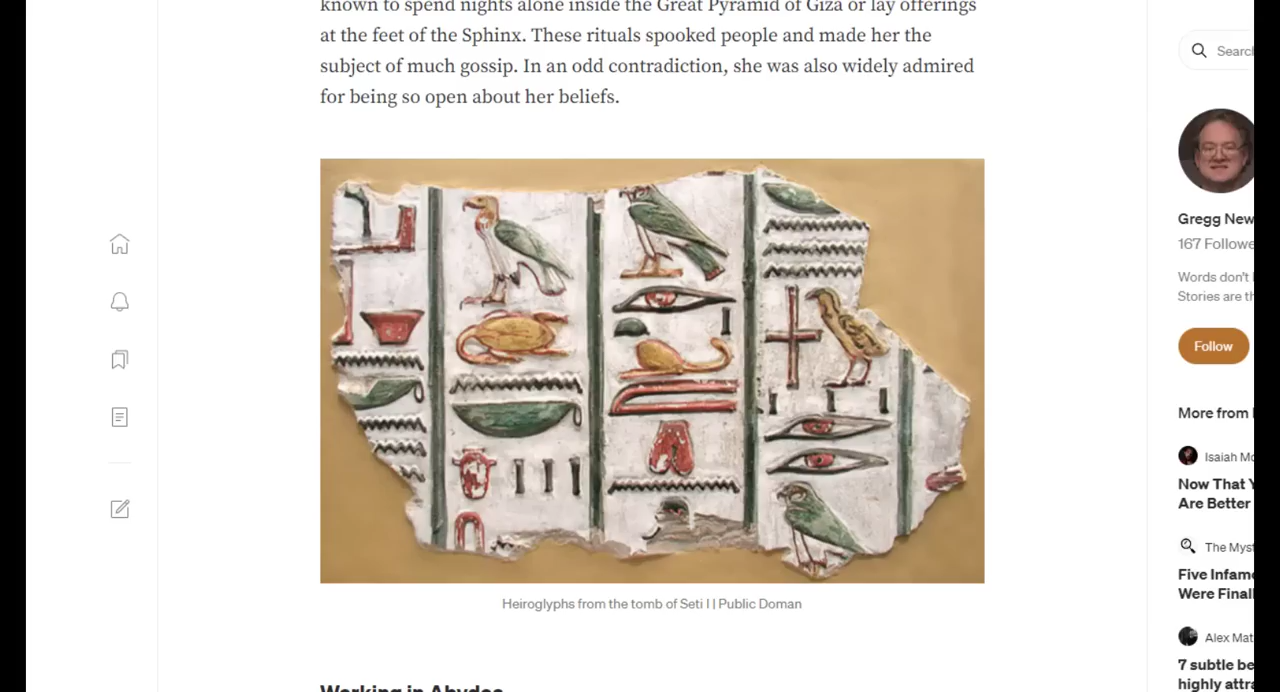 known to spend nights alone inside the Great Pyramid of Giza or lay offerings
at the feet of the Sphinx. These rituals spooked people and made her the
subject of much gossip. In an odd contradiction, she was also widely admired
for being so open about her beliefs.
Heiroglyphs from the tomb of Seti I | Public Doman
Working in Abydos
Gregg New
167 Followe
Words don't
Stories are th
Follow
More from
Isaiah Mc
Now That Y
Are Better
The Myst
Five Infamo
Were Finall
Alex Mat
7 subtle be
highly attra